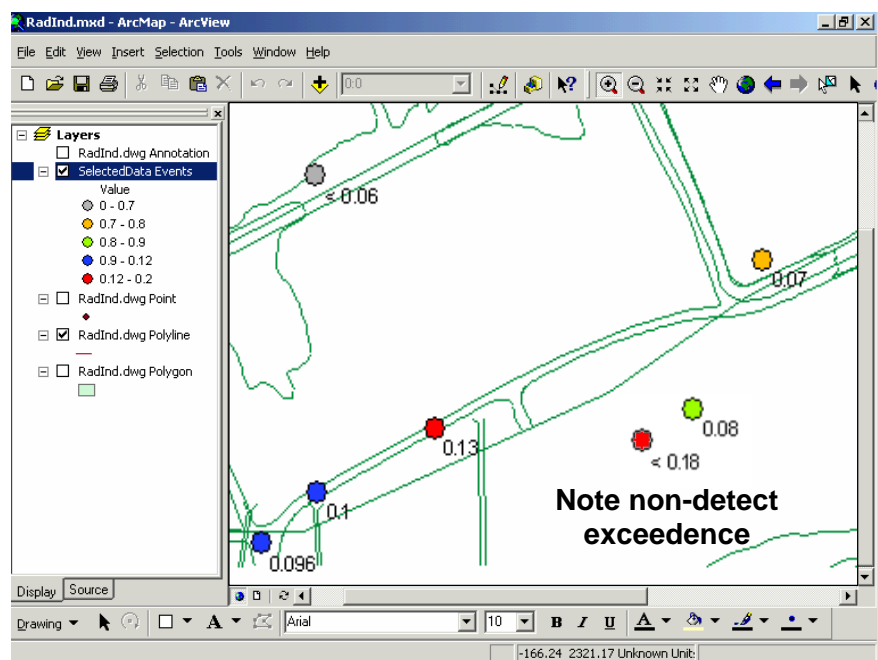 RadInd.mxd - ArcMap - ArcView
File Edit View Insert Selection Tools Window Help
0:0
Layers
RadInd.dwg Annotation
SelectedData Events
Value
0 - 0.7
0.7 - 0.8
0.8 - 0.9
0.9 - 0.12
0.12 - 0.2
RadInd.dwg Point
RadInd.dwg Polyline
RadInd.dwg Polygon
< 0.06
0.07
0.08
0.13
< 0.18
Note non-detect
exceedence
0.1
0.096
Display Source
Drawing A Arial 10 B I U A
-166.24 2321.17 Unknown Unit: